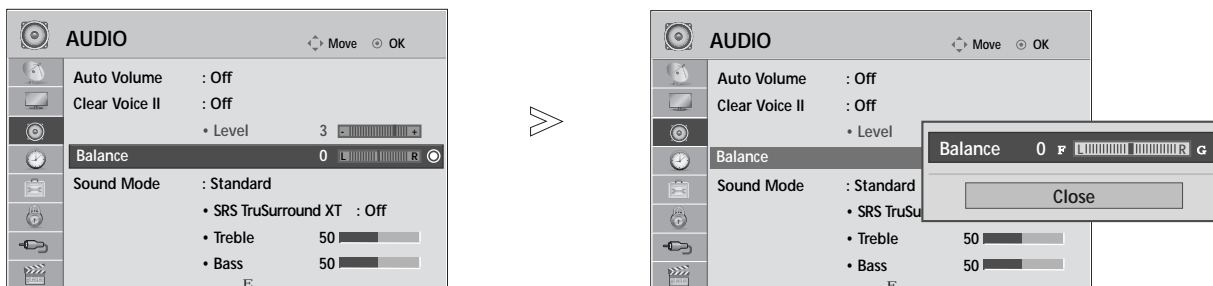 AUDIO
Move OK
Auto Volume : Off
Clear Voice II : Off
• Level 3 - +
Balance 0 L R
Sound Mode : Standard
• SRS TruSurround XT : Off
• Treble 50
• Bass 50
E
AUDIO
Move OK
Auto Volume : Off
Clear Voice II : Off
• Level
Balance
Sound Mode : Standard
• SRS TruSu
• Treble 50
• Bass 50
E
Balance 0 F L R G
Close